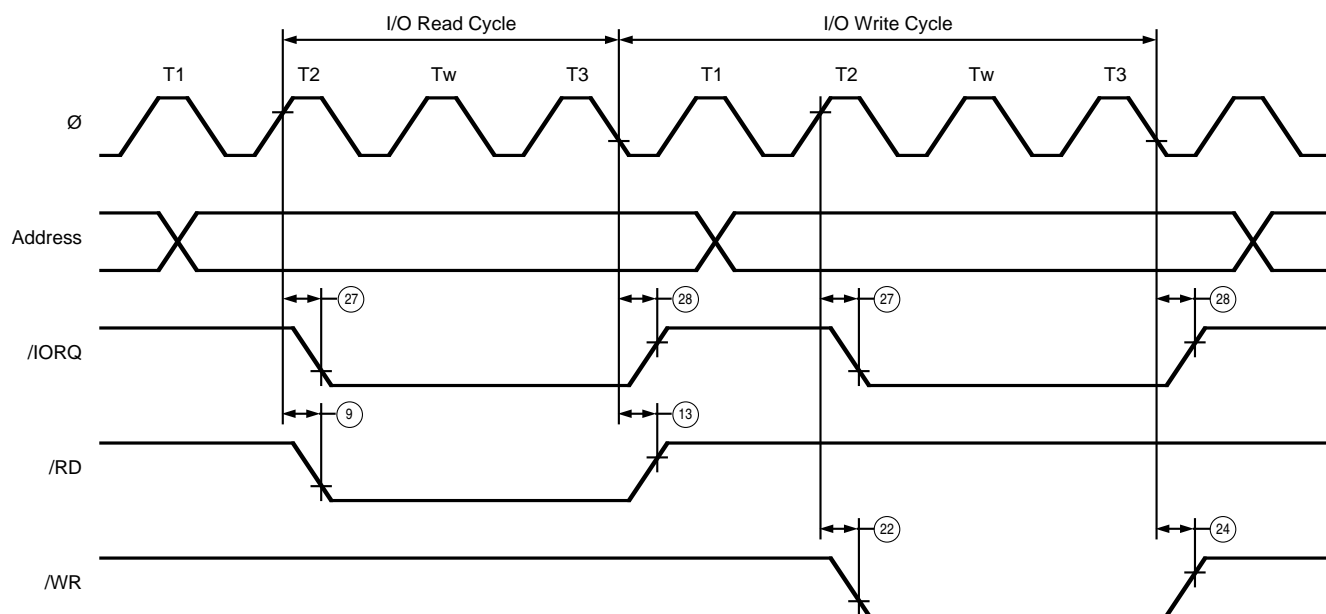 I/O Read Cycle I/O Write Cycle
T1 T2 Tw T3 T1 T2 Tw T3
Ø
Address
27 28 27 28
/IORQ
9 13
/RD
22 24
/WR